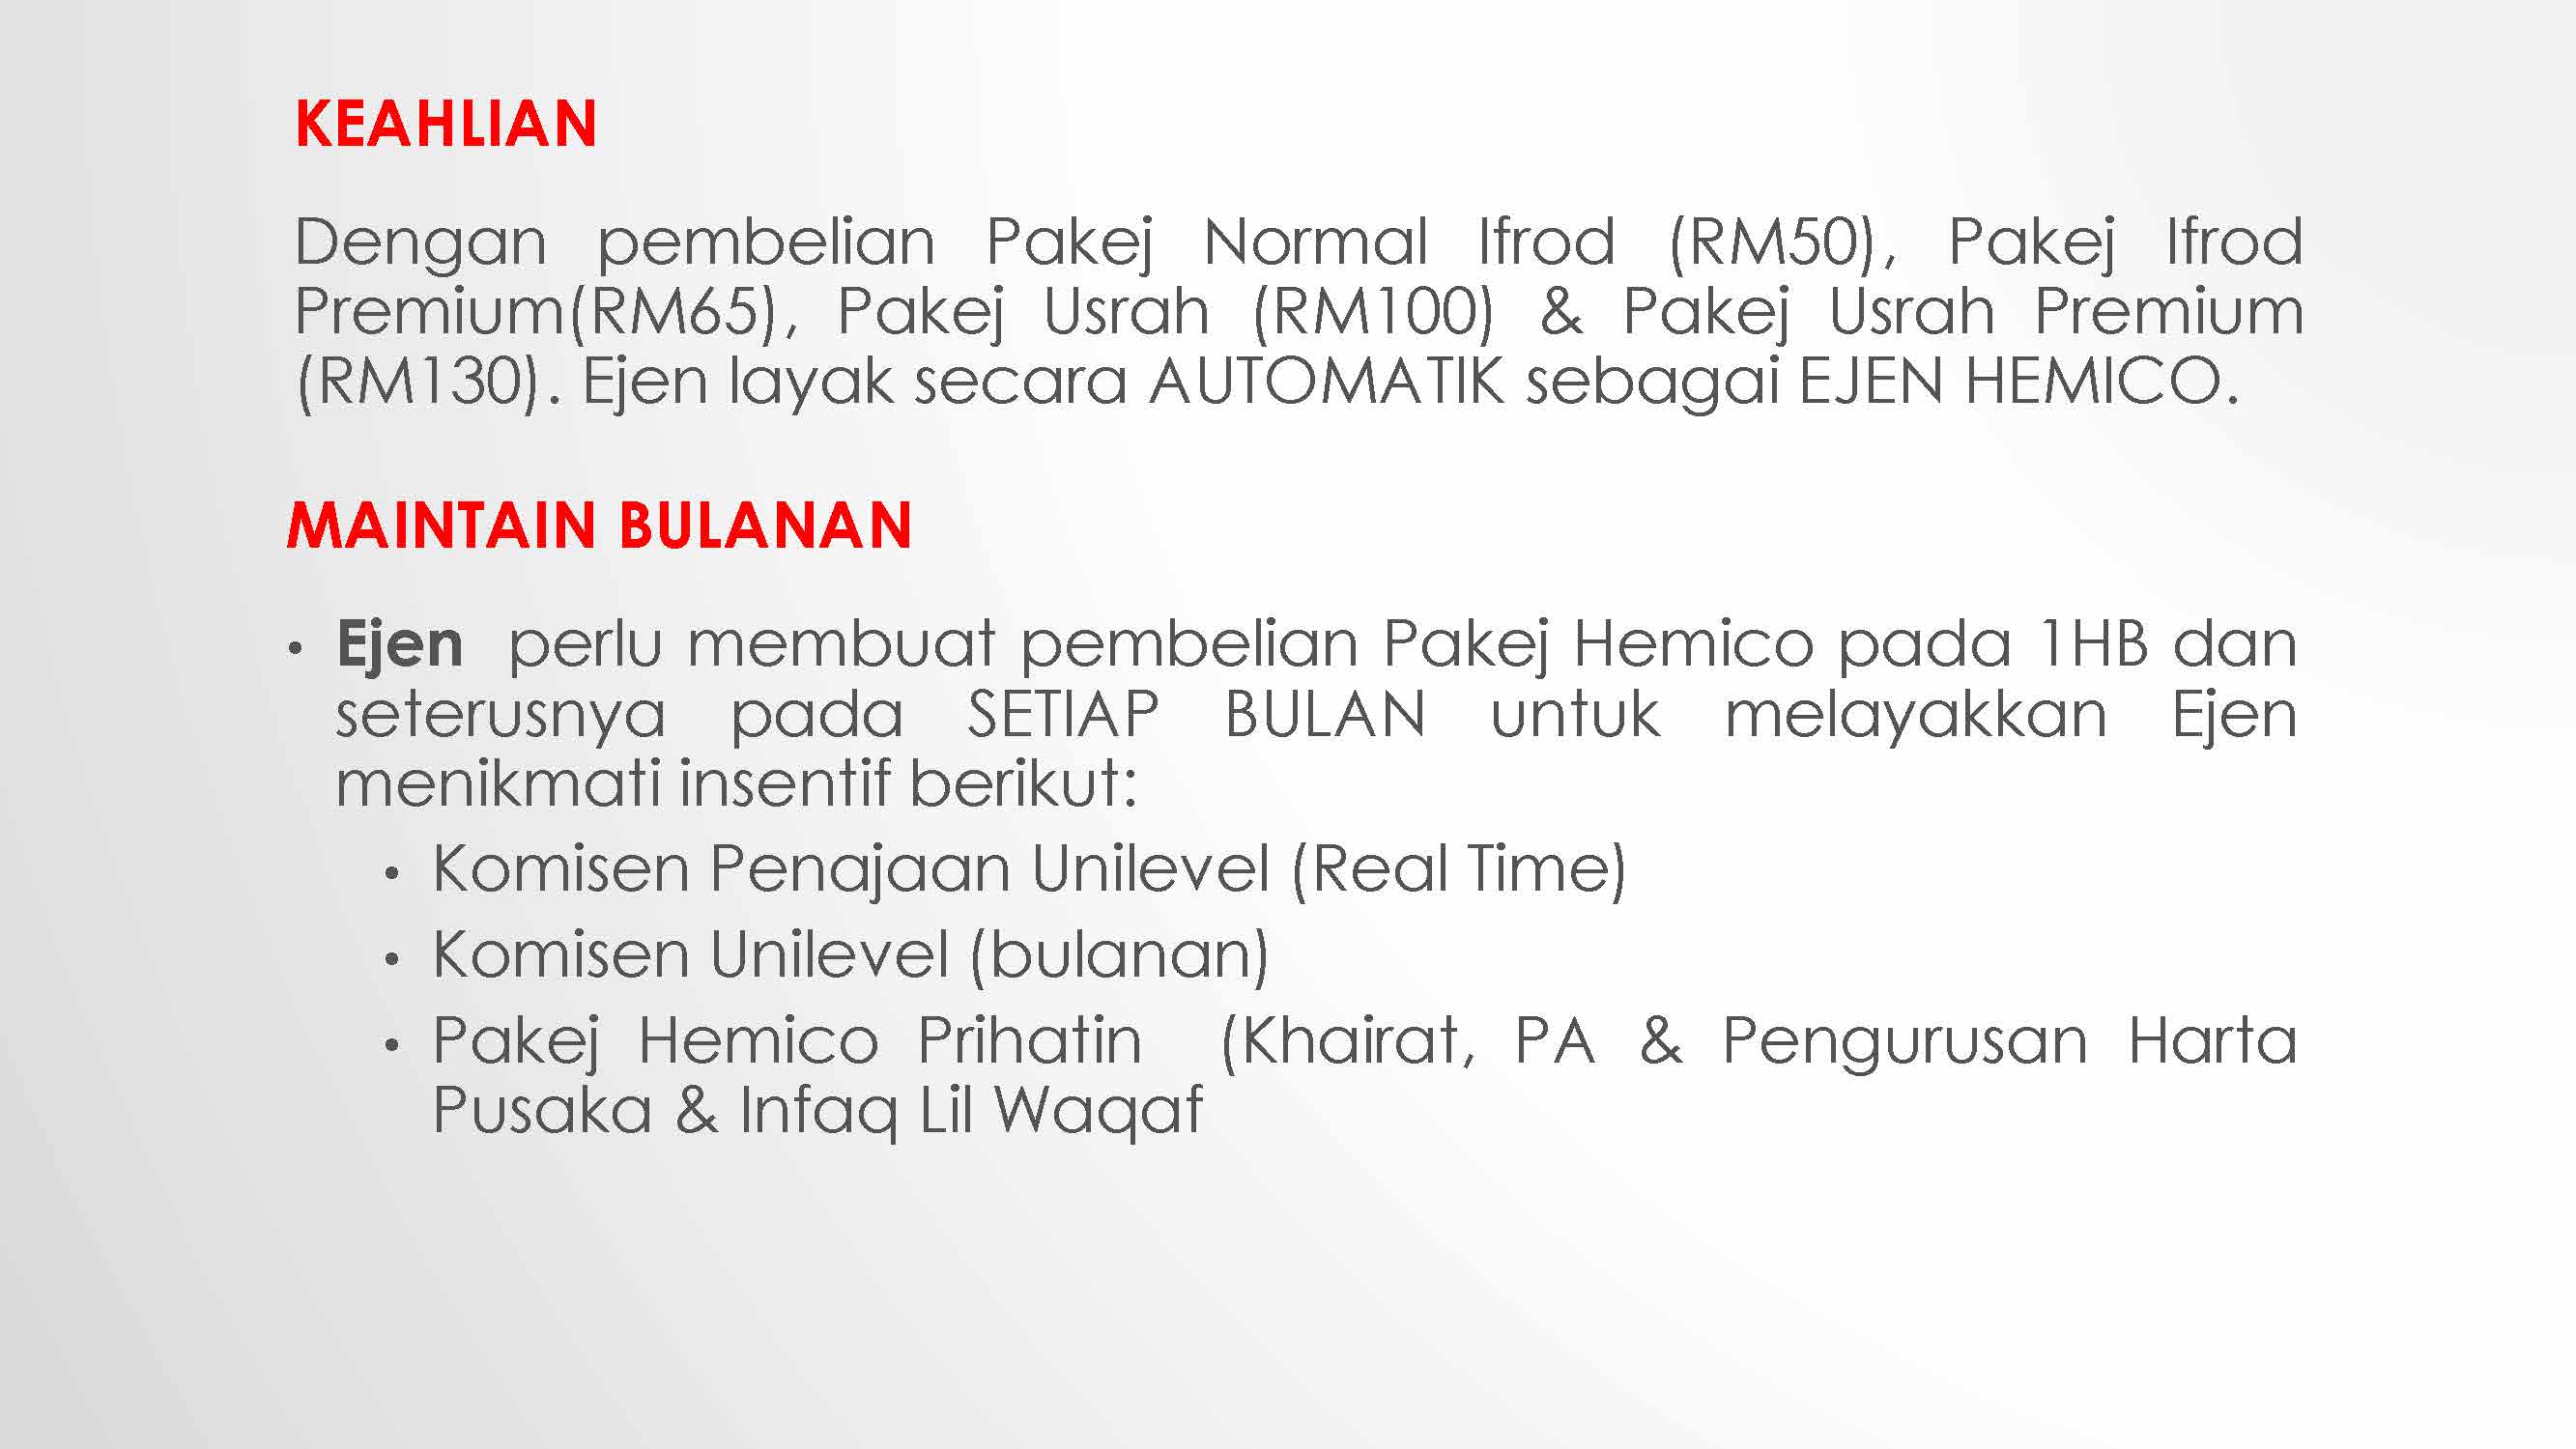 KEAHLIAN
Dengan pembelian Pakej Normal Ifrod (RM50), Pakej Ifrod
Premium(RM65), Pakej Usrah (RM100) & Pakej Usrah Premium
(RM130). Ejen layak secara AUTOMATIK sebagai EJEN HEMICO.
MAINTAIN BULANAN
• Ejen perlu membuat pembelian Pakej Hemico pada 1HB dan
seterusnya pada SETIAP BULAN untuk melayakkan Ejen
menikmati insentif berikut:
• Komisen Penajaan Unilevel (Real Time)
• Komisen Unilevel (bulanan)
• Pakej Hemico Prihatin (Khairat, PA & Pengurusan Harta
Pusaka & Infaq Lil Waqaf